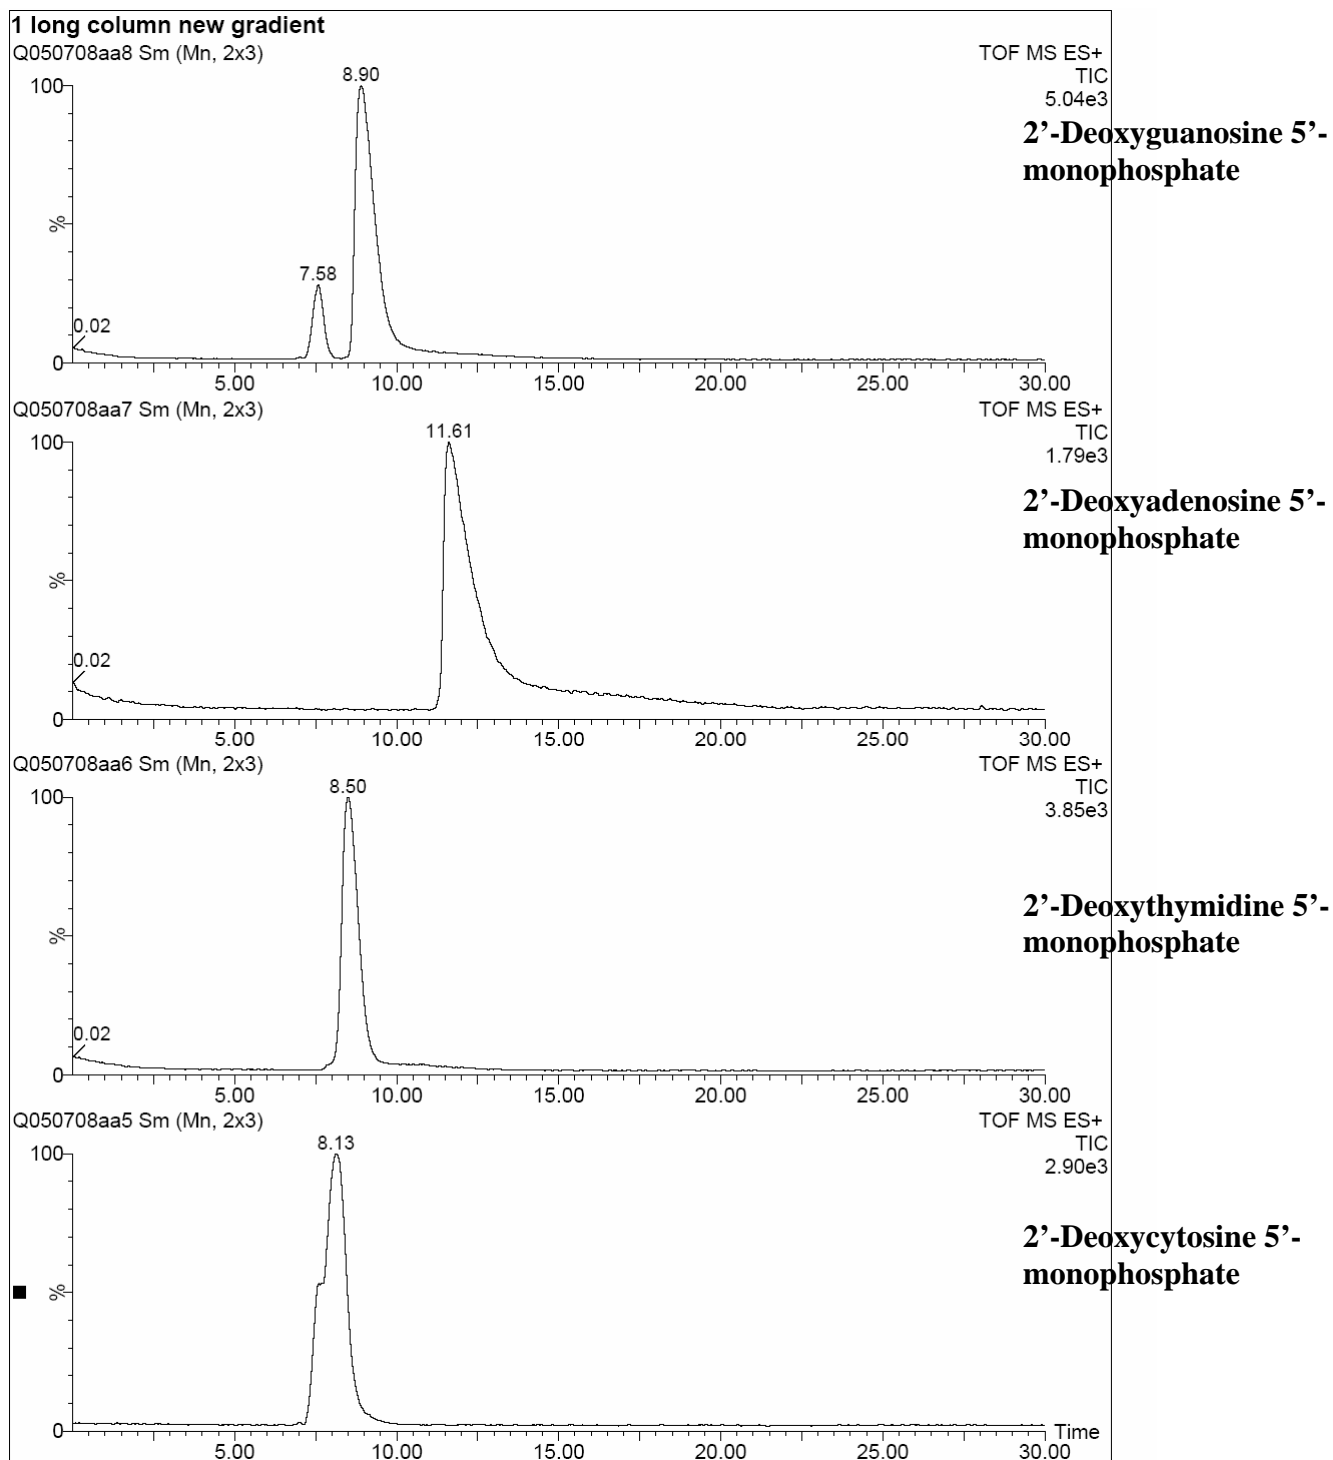 1 long column new gradient
Q050708aa8 Sm (Mn, 2x3)
TOF MS ES+
TIC
5.04e3
2’-Deoxyguanosine 5’-
monophosphate
8.90
7.58
0.02
100
%
0
5.00 10.00 15.00 20.00 25.00 30.00
Q050708aa7 Sm (Mn, 2x3)
TOF MS ES+
TIC
1.79e3
2’-Deoxyadenosine 5’-
monophosphate
11.61
0.02
100
%
0
5.00 10.00 15.00 20.00 25.00 30.00
Q050708aa6 Sm (Mn, 2x3)
TOF MS ES+
TIC
3.85e3
2’-Deoxythymidine 5’-
monophosphate
8.50
0.02
100
%
0
5.00 10.00 15.00 20.00 25.00 30.00
Q050708aa5 Sm (Mn, 2x3)
TOF MS ES+
TIC
2.90e3
2’-Deoxycytosine 5’-
monophosphate
8.13
100
%
0
Time
5.00 10.00 15.00 20.00 25.00 30.00